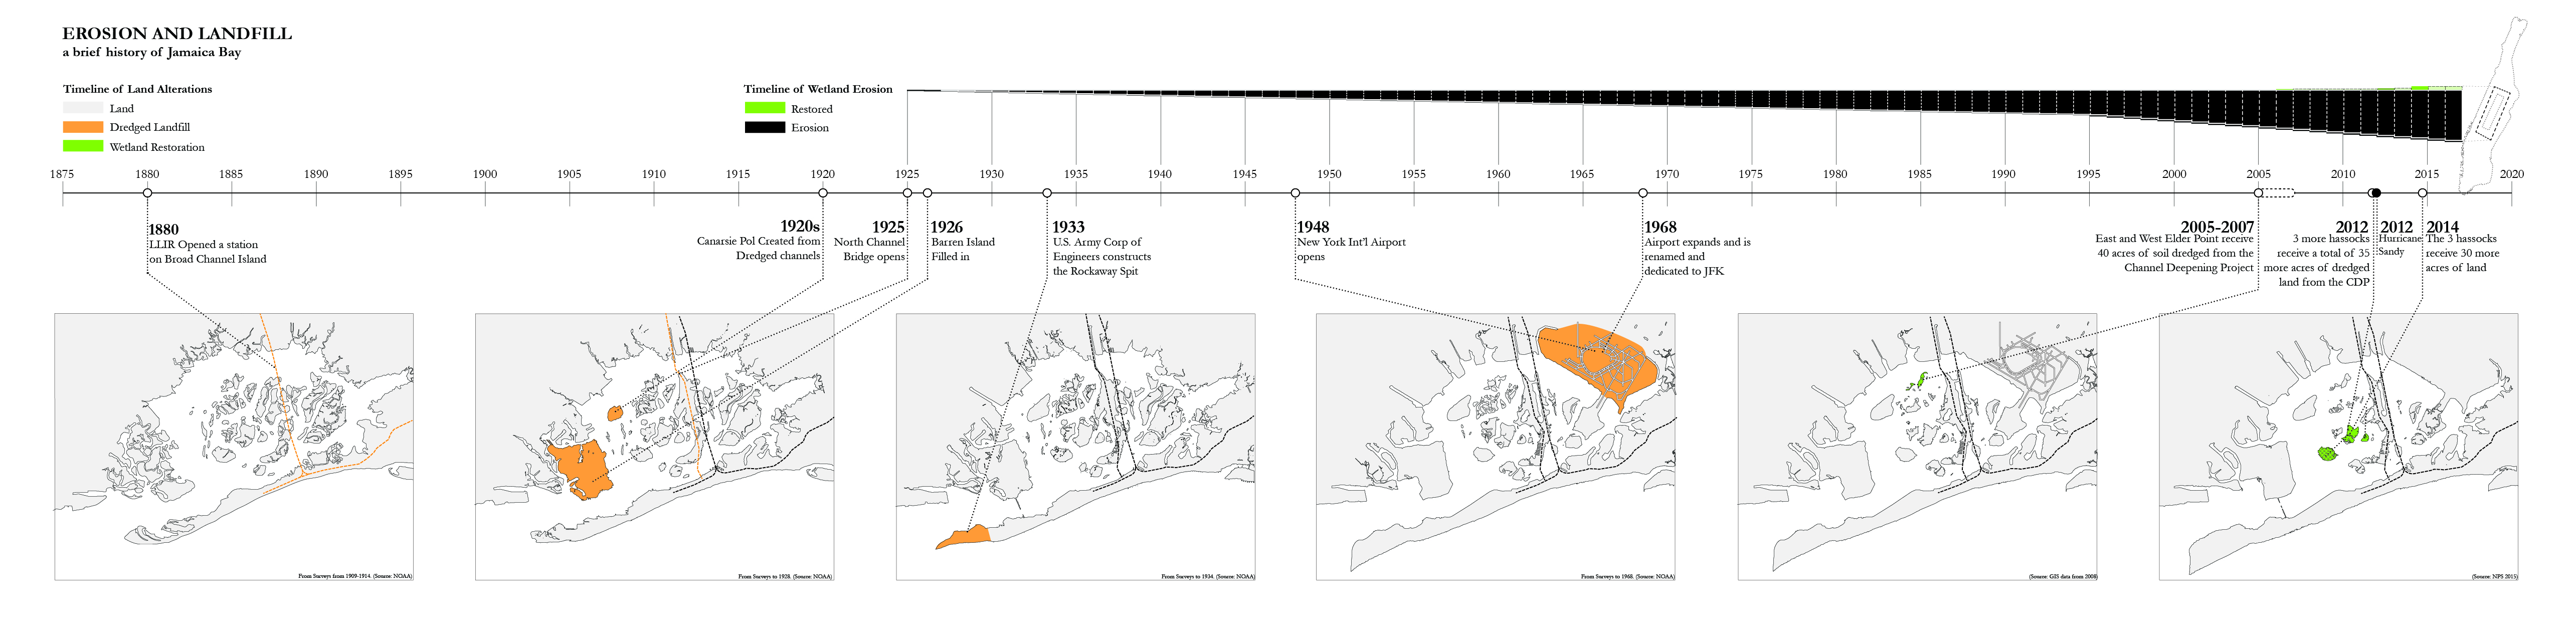 EROSION AND LANDFILL
a brief history of Jamaica Bay
Timeline of Land Alterations
Land
Dredged Landfill
Wetland Restoration
Timeline of Wetland Erosion
Restored
Erosion
1875 1880 1885 1890 1895 1900 1905 1910 1915 1920 1925 1930 1935 1940 1945 1950 1955 1960 1965 1970 1975 1980 1985 1990 1995 2000 2005 2010 2015 2020
1880
LLIR Opened a station
on Broad Channel Island
1920s
Canarsie Pol Created from
Dredged channels
1925
North Channel
Bridge opens
1926
Barren Island
Filled in
1933
U.S. Army Corp of
Engineers constructs
the Rockaway Spit
1948
New York Int'l Airport
opens
1968
Airport expands and is
renamed and
dedicated to JFK
2005-2007
East and West Elder Point receive
40 acres of soil dredged from the
Channel Deepening Project
2012
3 more hassocks
receive a total of 35
more acres of dredged
land from the CDP
2012
Hurricane
Sandy
2014
The 3 hassocks
receive 30 more
acres of land
From Surveys from 1909-1914. (Source: NOAA)
From Surveys to 1928. (Source: NOAA)
From Surveys to 1934. (Source: NOAA)
From Surveys to 1968. (Source: NOAA)
(Source: GIS data from 2008)
(Source: NPS 2015)